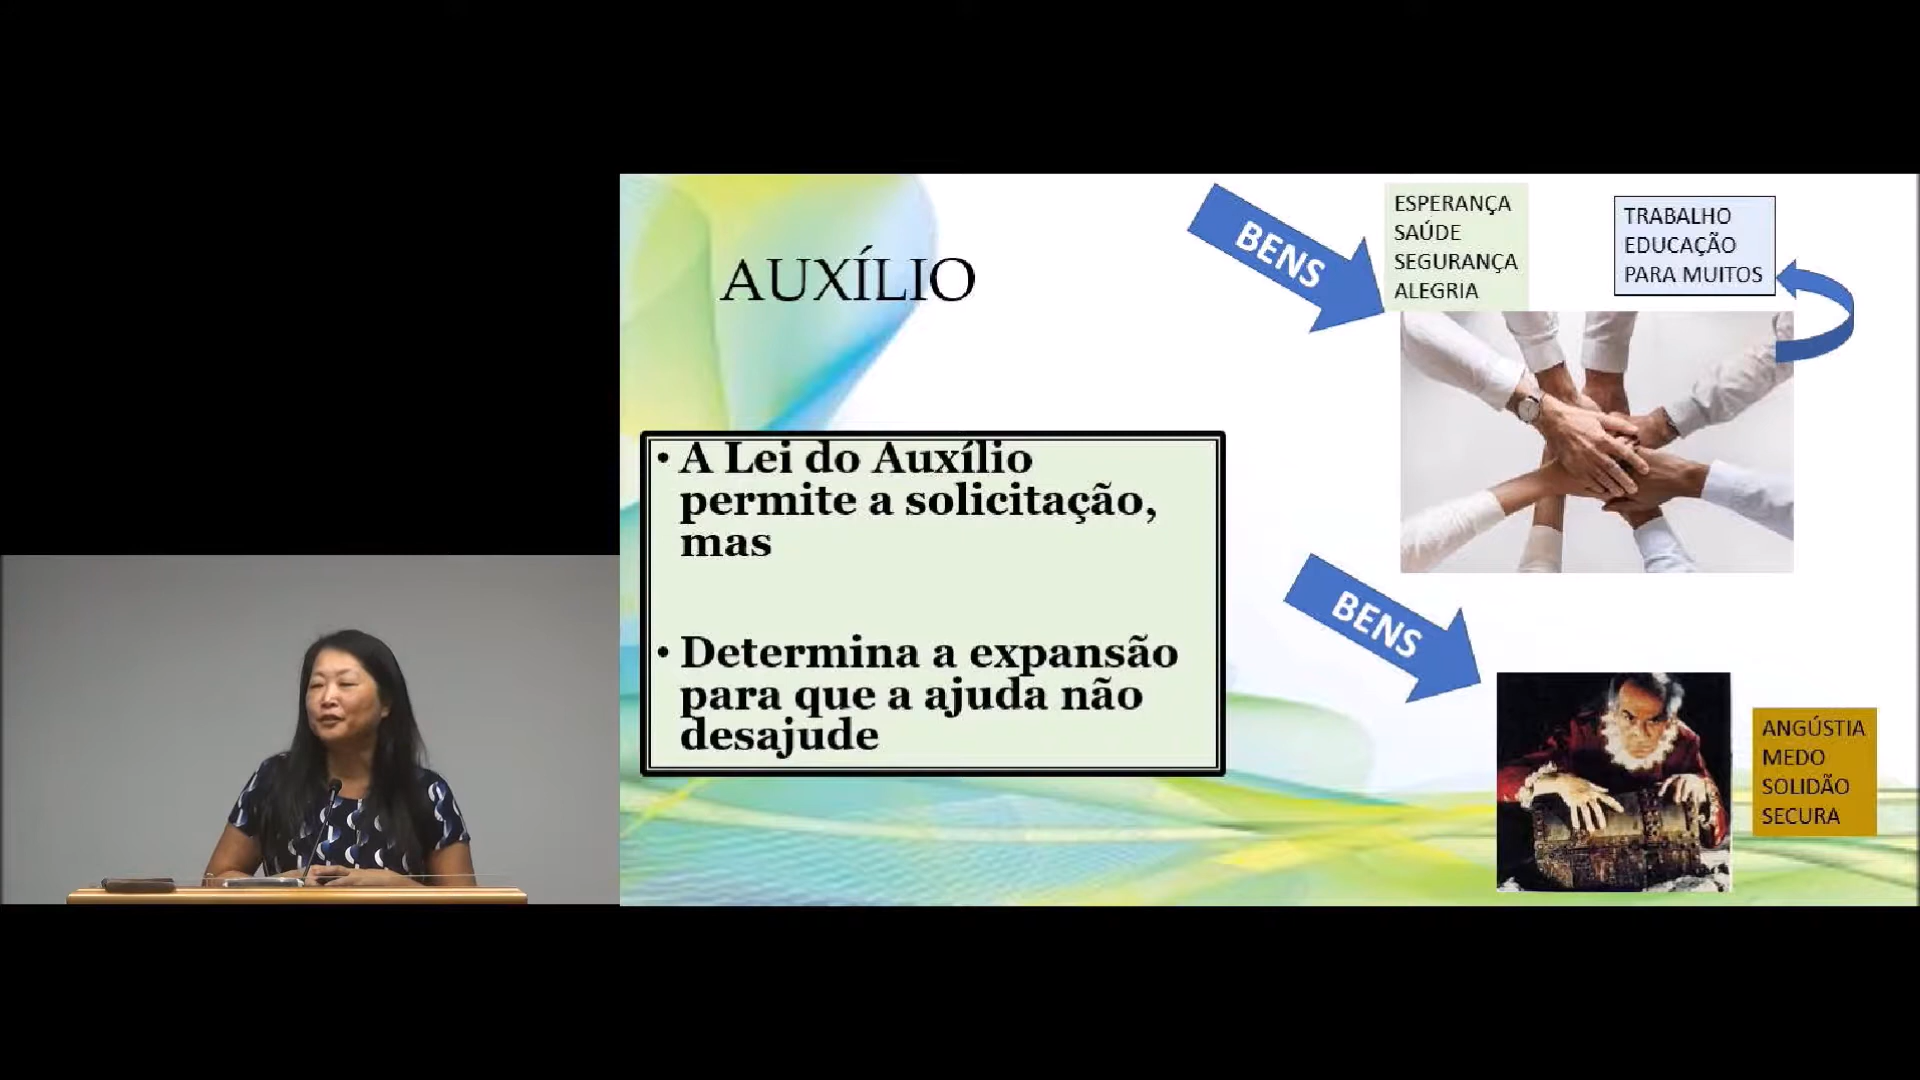 AUXÍLIO
• A Lei do Auxílio
permite a solicitação,
mas
• Determina a expansão
para que a ajuda não
desajude
BENS
ESPERANÇA
SAÚDE
SEGURANÇA
ALEGRIA
TRABALHO
EDUCAÇÃO
PARA MUITOS
BENS
ANGÚSTIA
MEDO
SOLIDÃO
SECURA